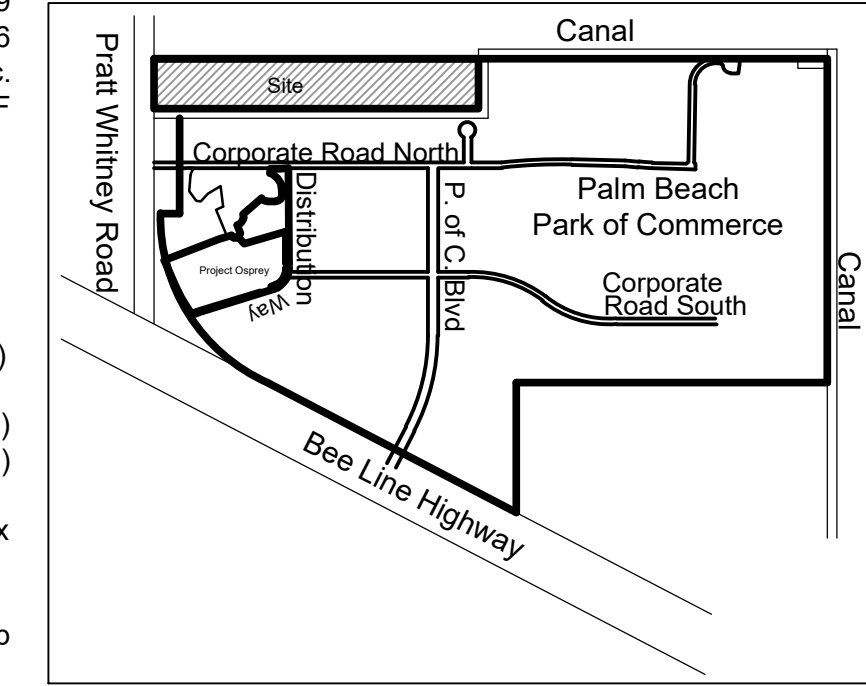 Canal
Pratt Whitney Road
Site
Corporate Road North
Distribution
Way
P. of C. Blvd
Palm Beach
Park of Commerce
Project Osprey
Corporate
Road South
Canal
Bee Line Highway
6
)
)
)
x